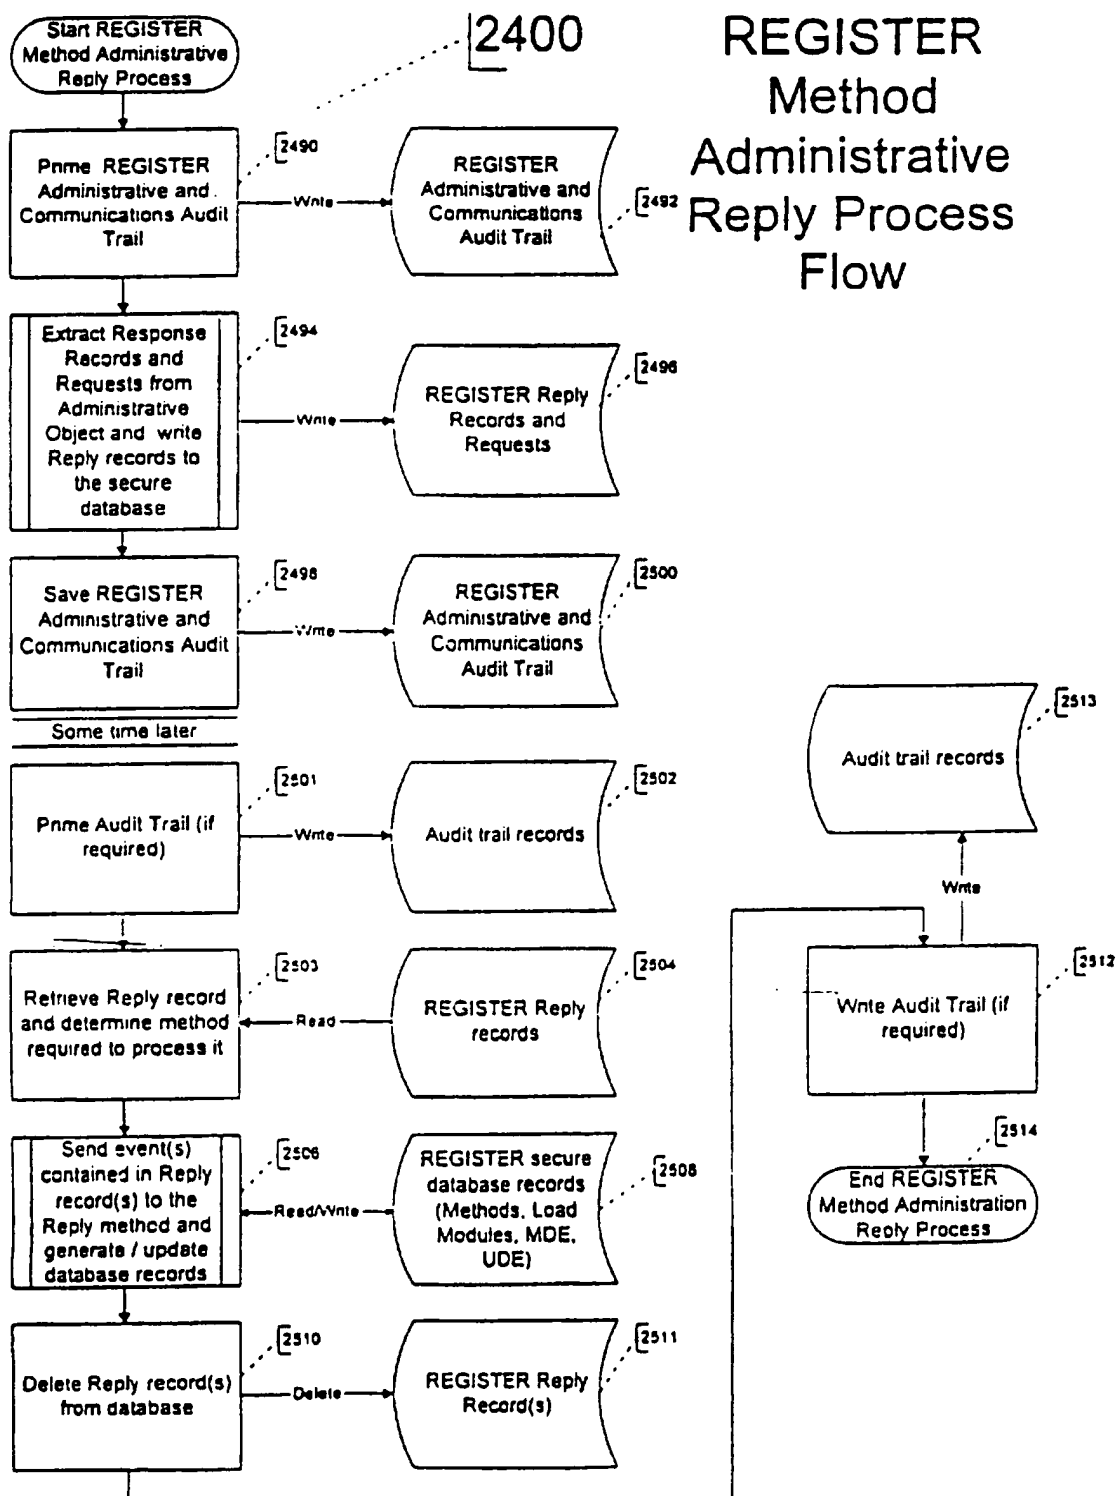 Start REGISTER
Method Administrative
Reply Process
2400
REGISTER
Method
Administrative
Reply Process
Flow
2490
Prime REGISTER
Administrative and
Communications Audit
Trail
Write
REGISTER
Administrative and
Communications
Audit Trail
2492
2494
Extract Response
Records and
Requests from
Administrative
Object and write
Reply records to
the secure
database
Write
REGISTER Reply
Records and
Requests
2496
2498
Save REGISTER
Administrative and
Communications Audit
Trail
Write
REGISTER
Administrative and
Communications
Audit Trail
2500
Some time later
2501
Prime Audit Trail (if
required)
Write
Audit trail records
2502
2503
Retrieve Reply record
and determine method
required to process it
Read
REGISTER Reply
records
2504
2506
Send event(s)
contained in Reply
record(s) to the
Reply method and
generate / update
database records
Read/Write
REGISTER secure
database records
(Methods, Load
Modules, MDE,
UDE)
2508
2510
Delete Reply record(s)
from database
Delete
REGISTER Reply
Record(s)
2511
2513
Audit trail records
Write
2512
Write Audit Trail (if
required)
2514
End REGISTER
Method Administration
Reply Process